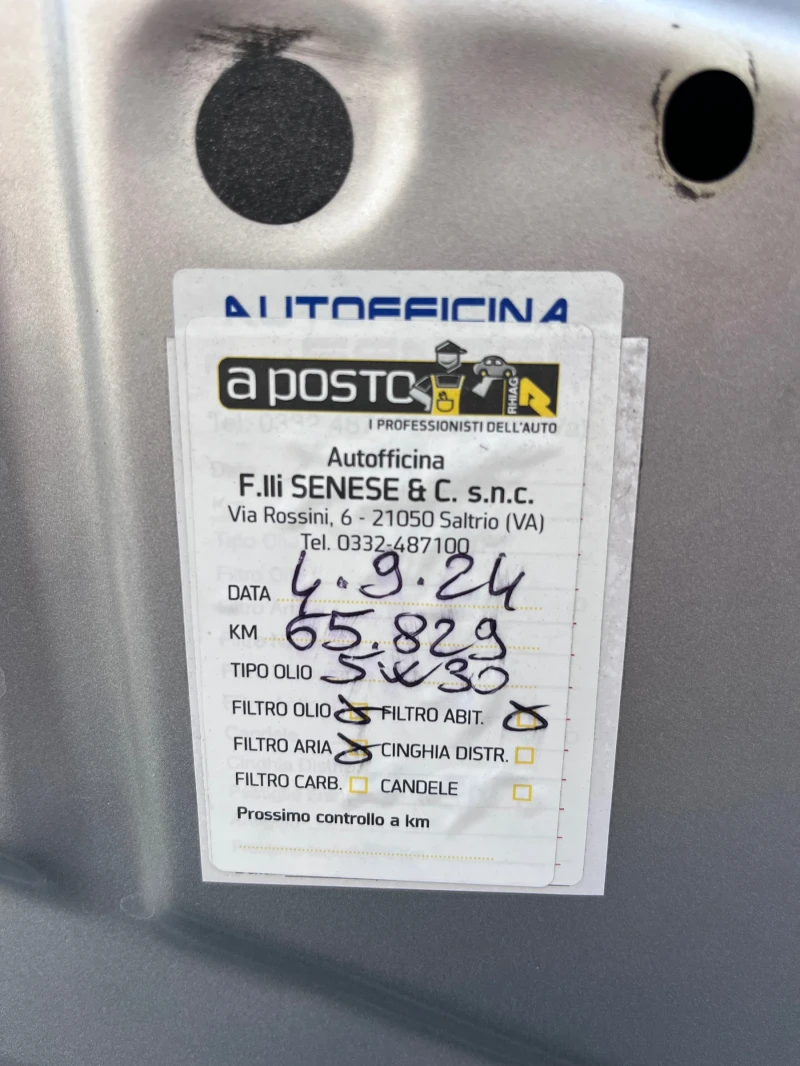 AUTOFFICINA
a POSTO
RHIAG
I PROFESSIONISTI DELL'AUTO
Autofficina
F.lli SENESE & C. s.n.c.
Via Rossini, 6 - 21050 Saltrio (VA)
Tel. 0332-487100
DATA 4.9.24
KM 65.829
TIPO OLIO 5w30
FILTRO OLIO FILTRO ABIT.
FILTRO ARIA CINGHIA DISTR.
FILTRO CARB. CANDELE
Prossimo controllo a km